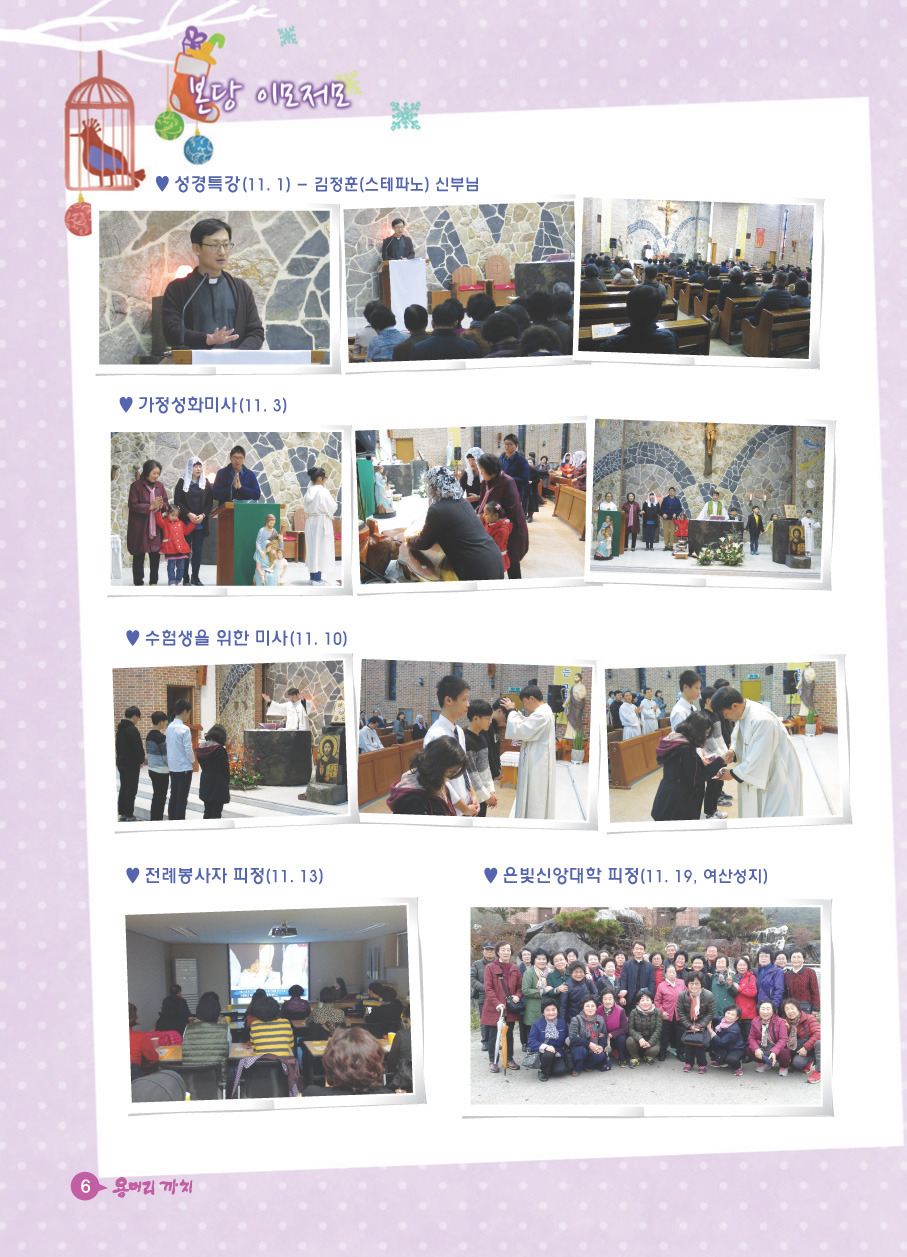 본당 이모저모
♥ 성경특강(11. 1) – 김정훈(스테파노) 신부님
♥ 가정성화미사(11. 3)
♥ 수험생을 위한 미사(11. 10)
♥ 전례봉사자 피정(11. 13)
♥ 은빛신앙대학 피정(11. 19, 여산성지)
6 용머리 까치